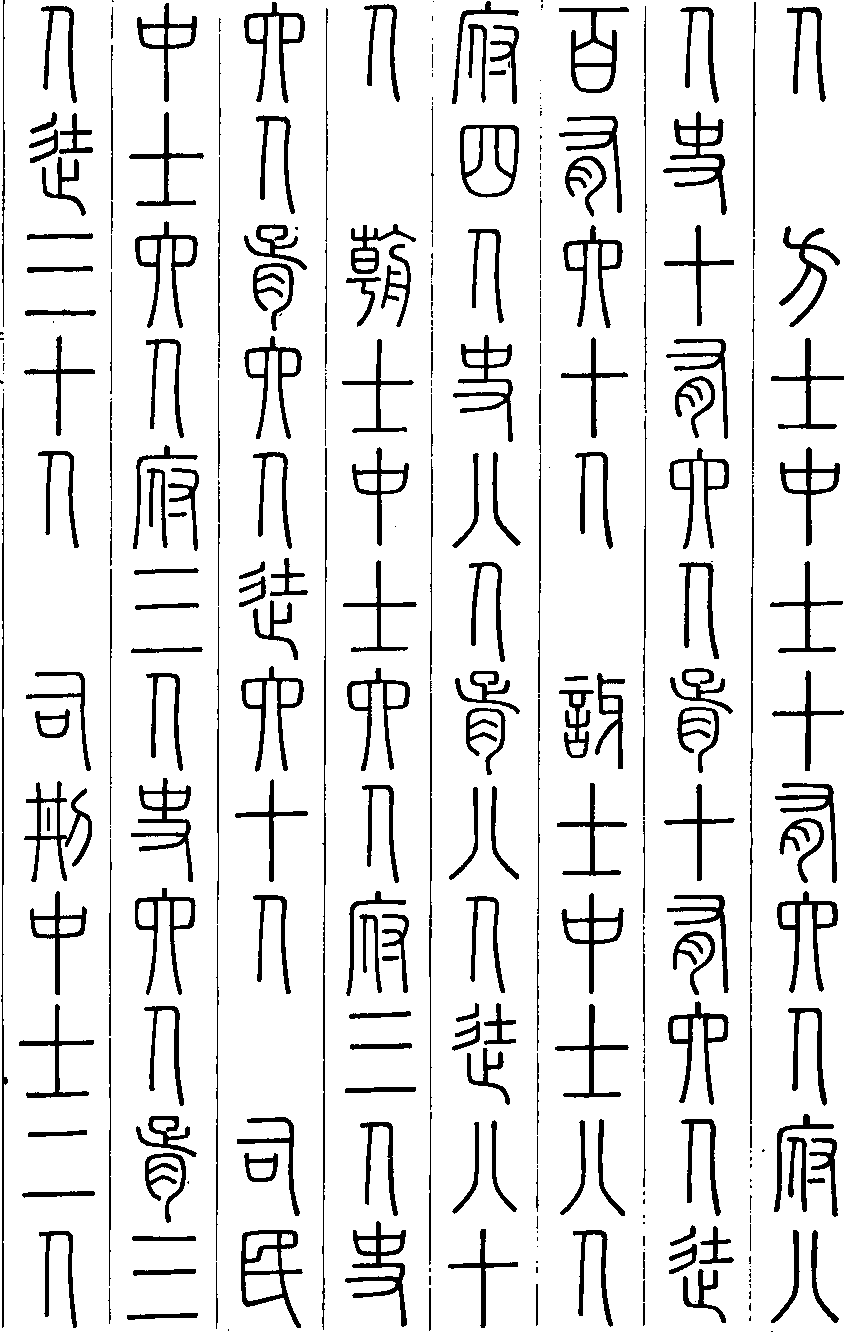 人　方士中士十有六人府八
人史十有六人胥十有六人徒
百有六十人　訝士中士八人
府四人史八人胥八人徒八十
人　朝士中士六人府三人史
六人胥六人徒六十人　司民
中士六人府三人史六人胥三
人徒三十人　司刑中士二人